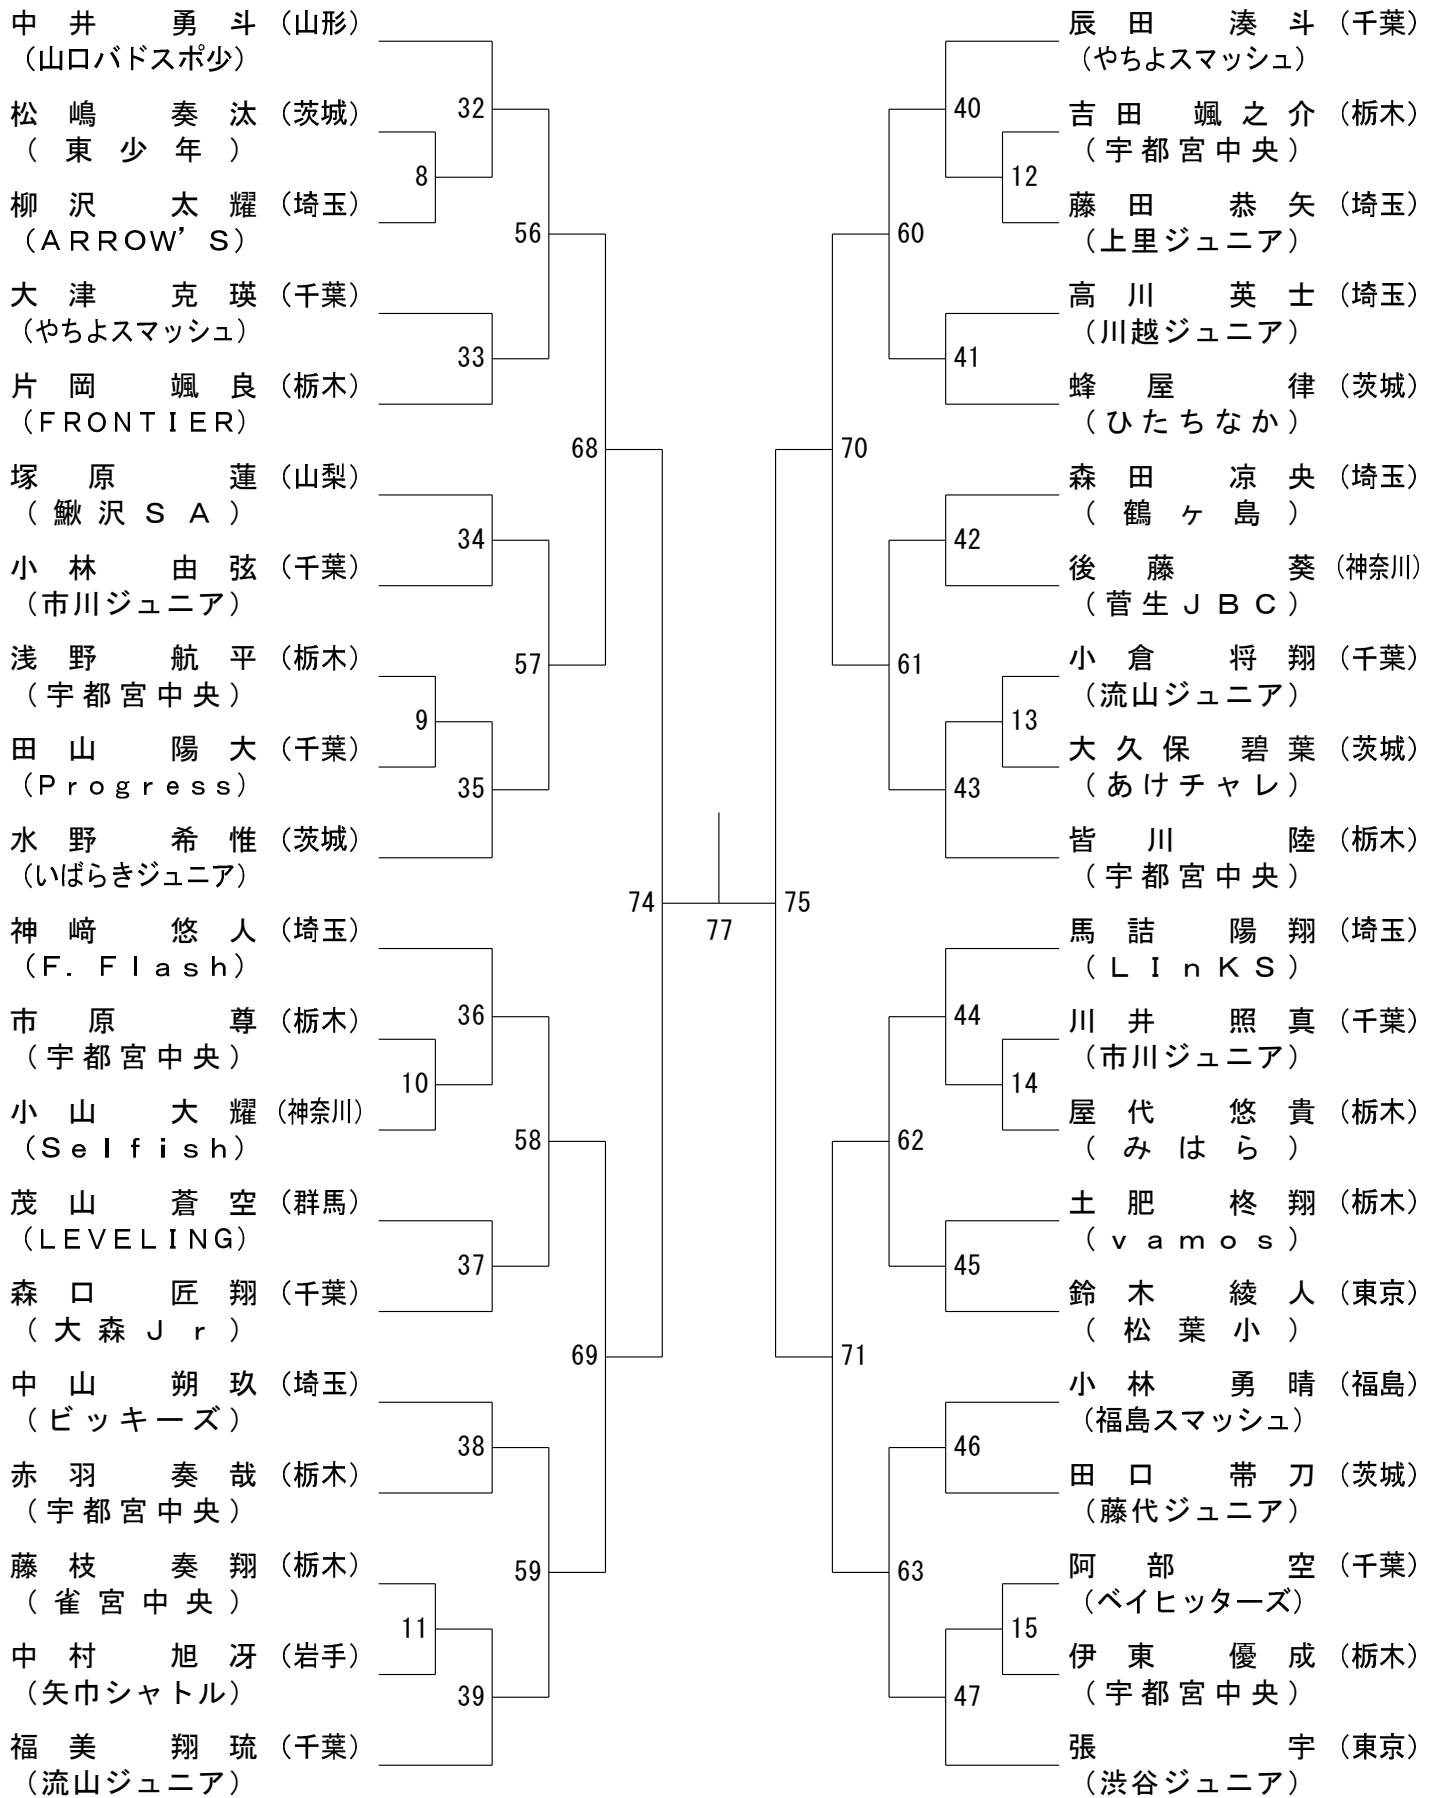 中井 勇斗 (山形)
(山口バドスポ少)
32
松嶋 奏汰 (茨城)
(東少年)
8
柳沢 太耀 (埼玉)
(ARROW'S)
56
大津 克瑛 (千葉)
(やちよスマッシュ)
33
片岡 颯良 (栃木)
(FRONTIER)
68
塚原 蓮 (山梨)
(鰍沢SA)
34
小林 由弦 (千葉)
(市川ジュニア)
57
浅野 航平 (栃木)
(宇都宮中央)
9
田山 陽大 (千葉)
(Progress)
35
水野 希惟 (茨城)
(いばらきジュニア)
74
神﨑 悠人 (埼玉)
(F.Flash)
36
市原 尊 (栃木)
(宇都宮中央)
10
小山 大耀 (神奈川)
(Selfish)
58
茂山 蒼空 (群馬)
(LEVELING)
37
森口 匠翔 (千葉)
(大森Jr)
69
中山 朔玖 (埼玉)
(ビッキーズ)
38
赤羽 奏哉 (栃木)
(宇都宮中央)
59
藤枝 奏翔 (栃木)
(雀宮中央)
11
中村 旭冴 (岩手)
(矢巾シャトル)
39
福美 翔琉 (千葉)
(流山ジュニア)
77
辰田 湊斗 (千葉)
(やちよスマッシュ)
40
吉田 颯之介 (栃木)
(宇都宮中央)
12
藤田 恭矢 (埼玉)
(上里ジュニア)
60
高川 英士 (埼玉)
(川越ジュニア)
41
蜂屋 律 (茨城)
(ひたちなか)
70
森田 凉央 (埼玉)
(鶴ヶ島)
42
後藤 葵 (神奈川)
(菅生JBC)
61
小倉 将翔 (千葉)
(流山ジュニア)
13
大久保 碧葉 (茨城)
(あけチャレ)
43
皆川 陸 (栃木)
(宇都宮中央)
75
馬詰 陽翔 (埼玉)
(LInKS)
44
川井 照真 (千葉)
(市川ジュニア)
14
屋代 悠貴 (栃木)
(みはら)
62
土肥 柊翔 (栃木)
(vamos)
45
鈴木 綾人 (東京)
(松葉小)
71
小林 勇晴 (福島)
(福島スマッシュ)
46
田口 帯刀 (茨城)
(藤代ジュニア)
63
阿部 空 (千葉)
(ベイヒッターズ)
15
伊東 優成 (栃木)
(宇都宮中央)
47
張 宇 (東京)
(渋谷ジュニア)